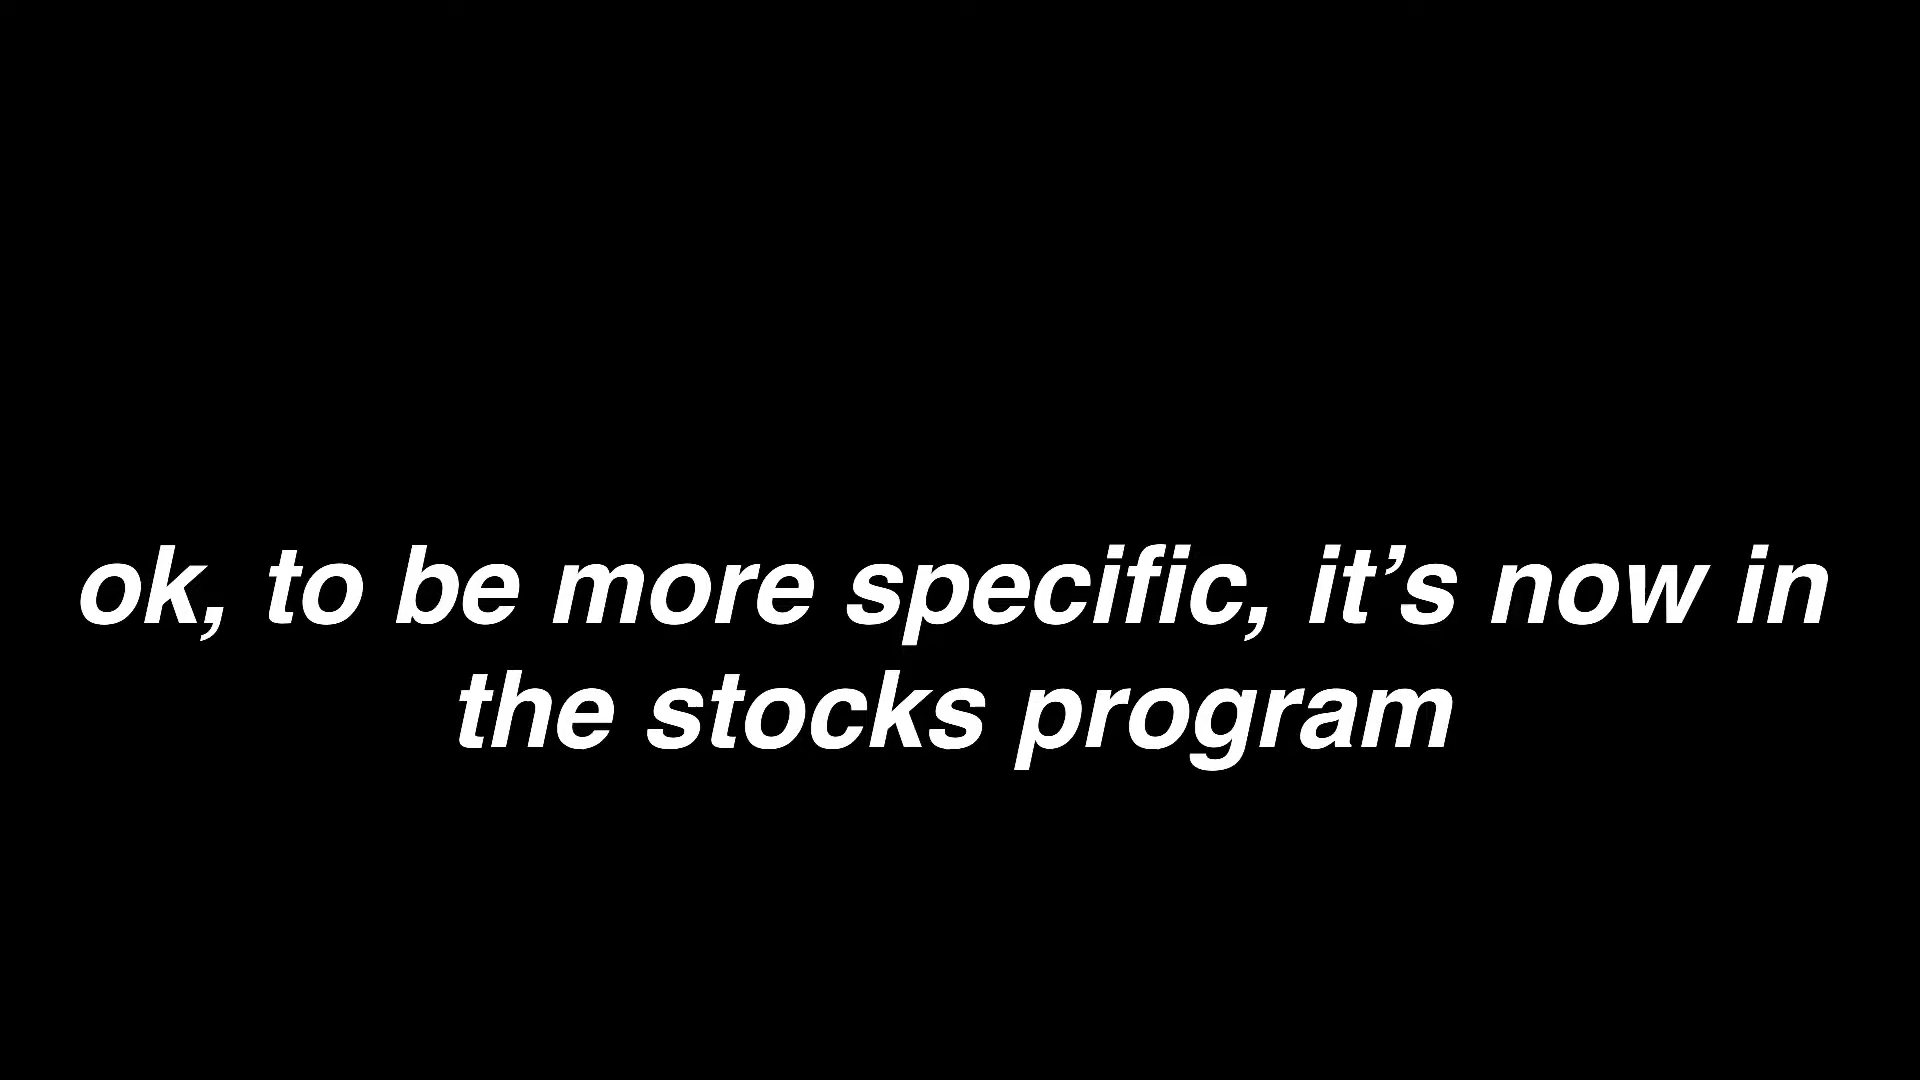 ok, to be more specific, it’s now in
the stocks program